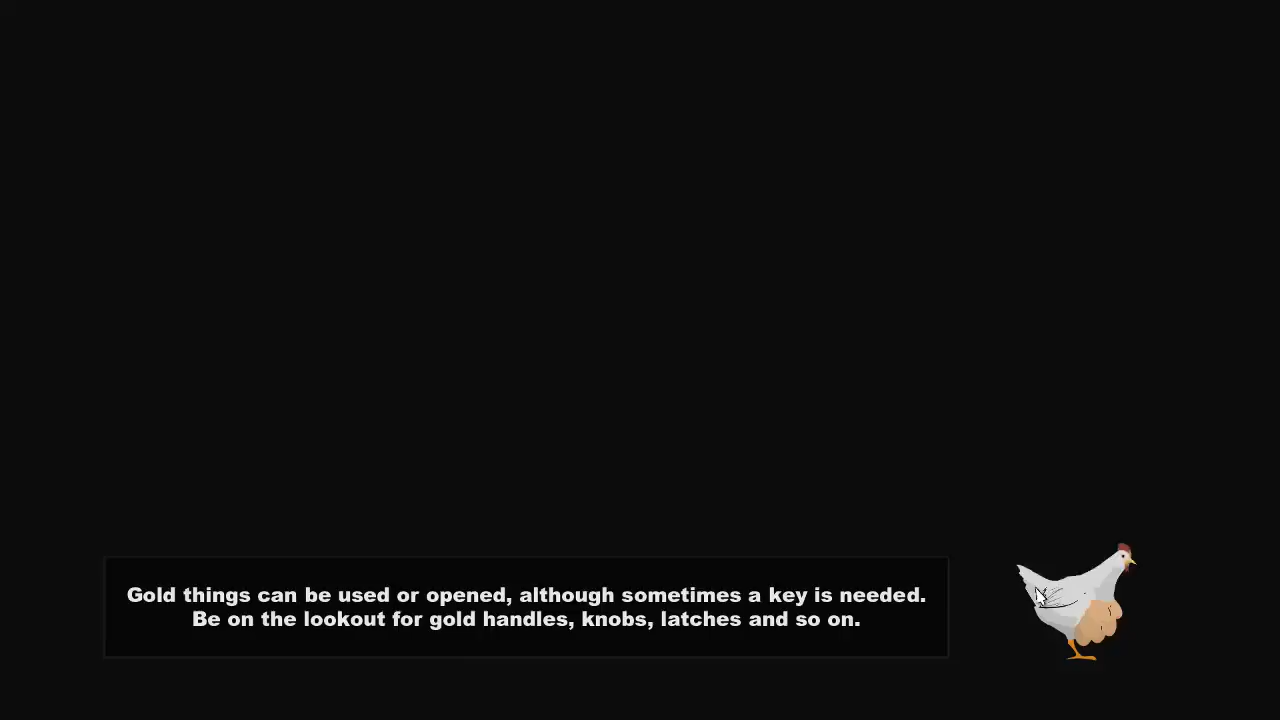 Gold things can be used or opened, although sometimes a key is needed.
Be on the lookout for gold handles, knobs, latches and so on.